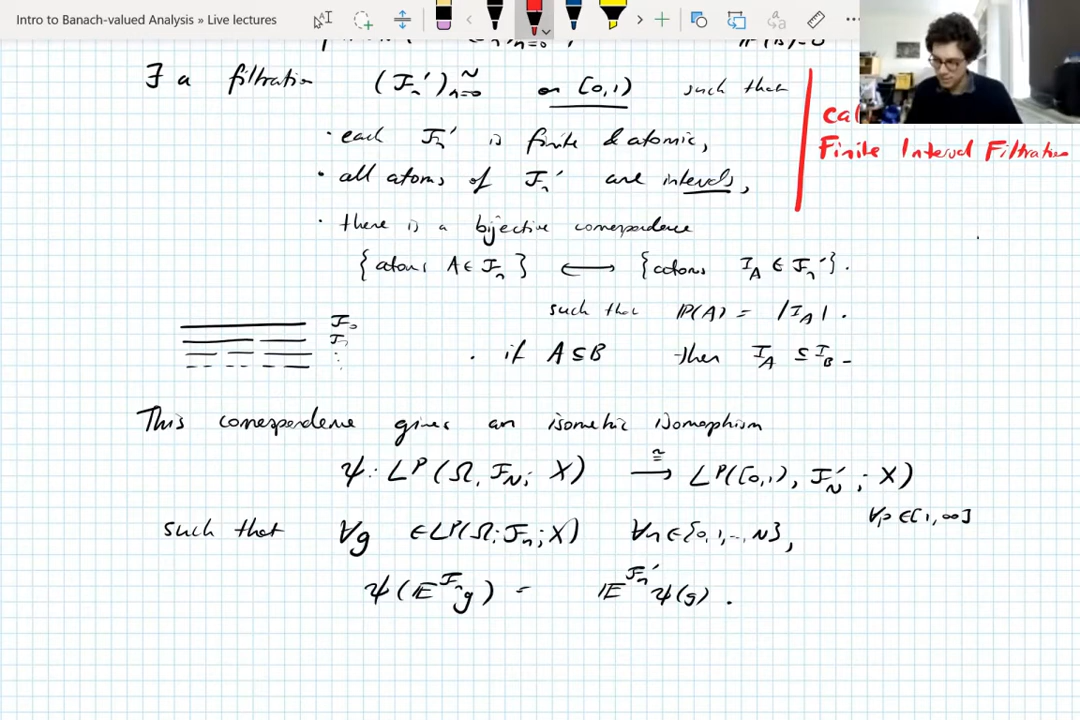 Intro to Banach-valued Analysis » Live lectures
∃ a filtration (𝓕ₙ')ₙ₌₀ᴺ on [0,1) such that
· each 𝓕ₙ' is finite & atomic,
· all atoms of 𝓕ₙ' are intervals,
Finite Interval Filtration
· there is a bijective correspondence
{atoms A ∈ 𝓕ₙ} ⟷ {atoms I_A ∈ 𝓕ₙ'}.
such that ℙ(A) = |I_A|.
𝓕₀
𝓕₁
⋮
· if A ⊆ B then I_A ⊆ I_B
This correspondence gives an isometric isomorphism
ψ: Lᵖ(Ω, 𝓕_N; X) ≅→ Lᵖ([0,1), 𝓕_N'; X)
∀p ∈ [1, ∞]
such that ∀g ∈ Lᵖ(Ω; 𝓕ₙ; X) ∀n ∈ {0, 1, .., N},
ψ(𝔼^𝓕ₙ g) = 𝔼^𝓕ₙ' ψ(g).